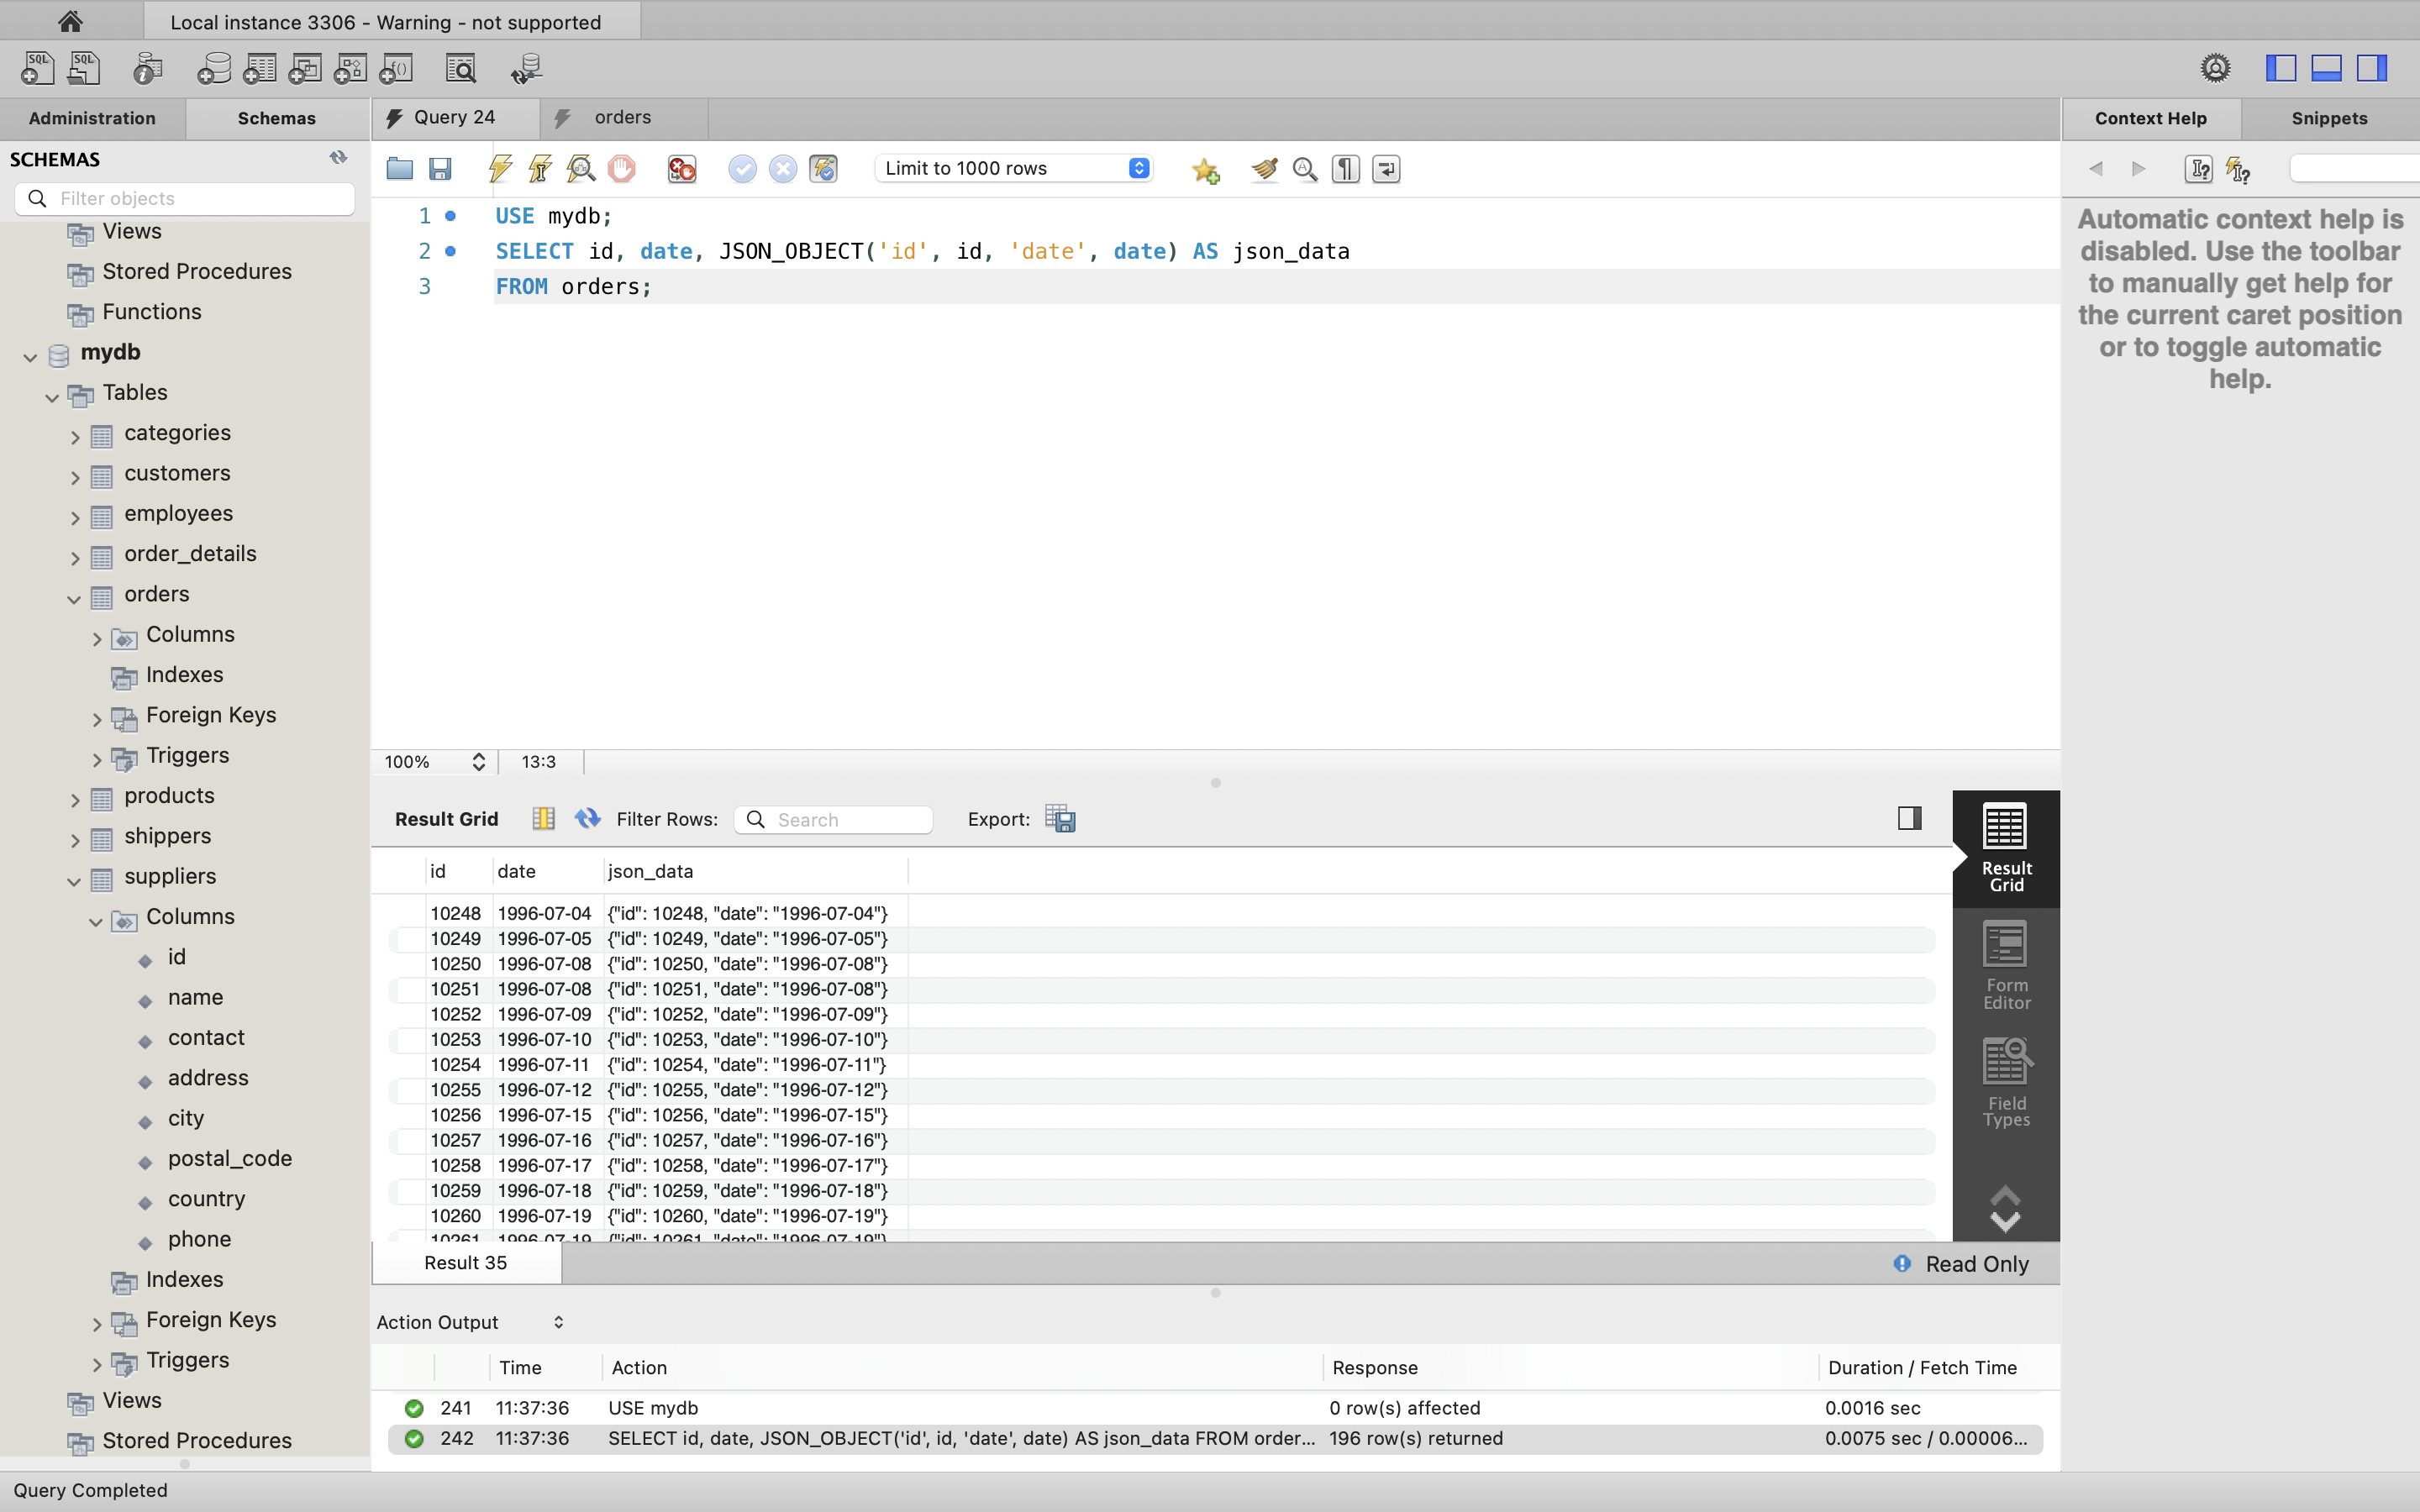 Local instance 3306 - Warning - not supported
Administration
Schemas
Query 24
orders
Context Help
Snippets
SCHEMAS
Filter objects
Views
Stored Procedures
Functions
mydb
Tables
categories
customers
employees
order_details
orders
Columns
Indexes
Foreign Keys
Triggers
products
shippers
suppliers
Columns
id
name
contact
address
city
postal_code
country
phone
Indexes
Foreign Keys
Triggers
Views
Stored Procedures
Limit to 1000 rows
1 USE mydb;
2 SELECT id, date, JSON_OBJECT('id', id, 'date', date) AS json_data
3 FROM orders;
100%
13:3
Automatic context help is
disabled. Use the toolbar
to manually get help for
the current caret position
or to toggle automatic
help.
Result Grid
Filter Rows:
Search
Export:
id date json_data
10248 1996-07-04 {"id": 10248, "date": "1996-07-04"}
10249 1996-07-05 {"id": 10249, "date": "1996-07-05"}
10250 1996-07-08 {"id": 10250, "date": "1996-07-08"}
10251 1996-07-08 {"id": 10251, "date": "1996-07-08"}
10252 1996-07-09 {"id": 10252, "date": "1996-07-09"}
10253 1996-07-10 {"id": 10253, "date": "1996-07-10"}
10254 1996-07-11 {"id": 10254, "date": "1996-07-11"}
10255 1996-07-12 {"id": 10255, "date": "1996-07-12"}
10256 1996-07-15 {"id": 10256, "date": "1996-07-15"}
10257 1996-07-16 {"id": 10257, "date": "1996-07-16"}
10258 1996-07-17 {"id": 10258, "date": "1996-07-17"}
10259 1996-07-18 {"id": 10259, "date": "1996-07-18"}
10260 1996-07-19 {"id": 10260, "date": "1996-07-19"}
10261 1996-07-19 {"id": 10261, "date": "1996-07-19"}
Result
Grid
Form
Editor
Field
Types
Result 35
Read Only
Action Output
Time Action Response Duration / Fetch Time
241 11:37:36 USE mydb 0 row(s) affected 0.0016 sec
242 11:37:36 SELECT id, date, JSON_OBJECT('id', id, 'date', date) AS json_data FROM order... 196 row(s) returned 0.0075 sec / 0.00006...
Query Completed